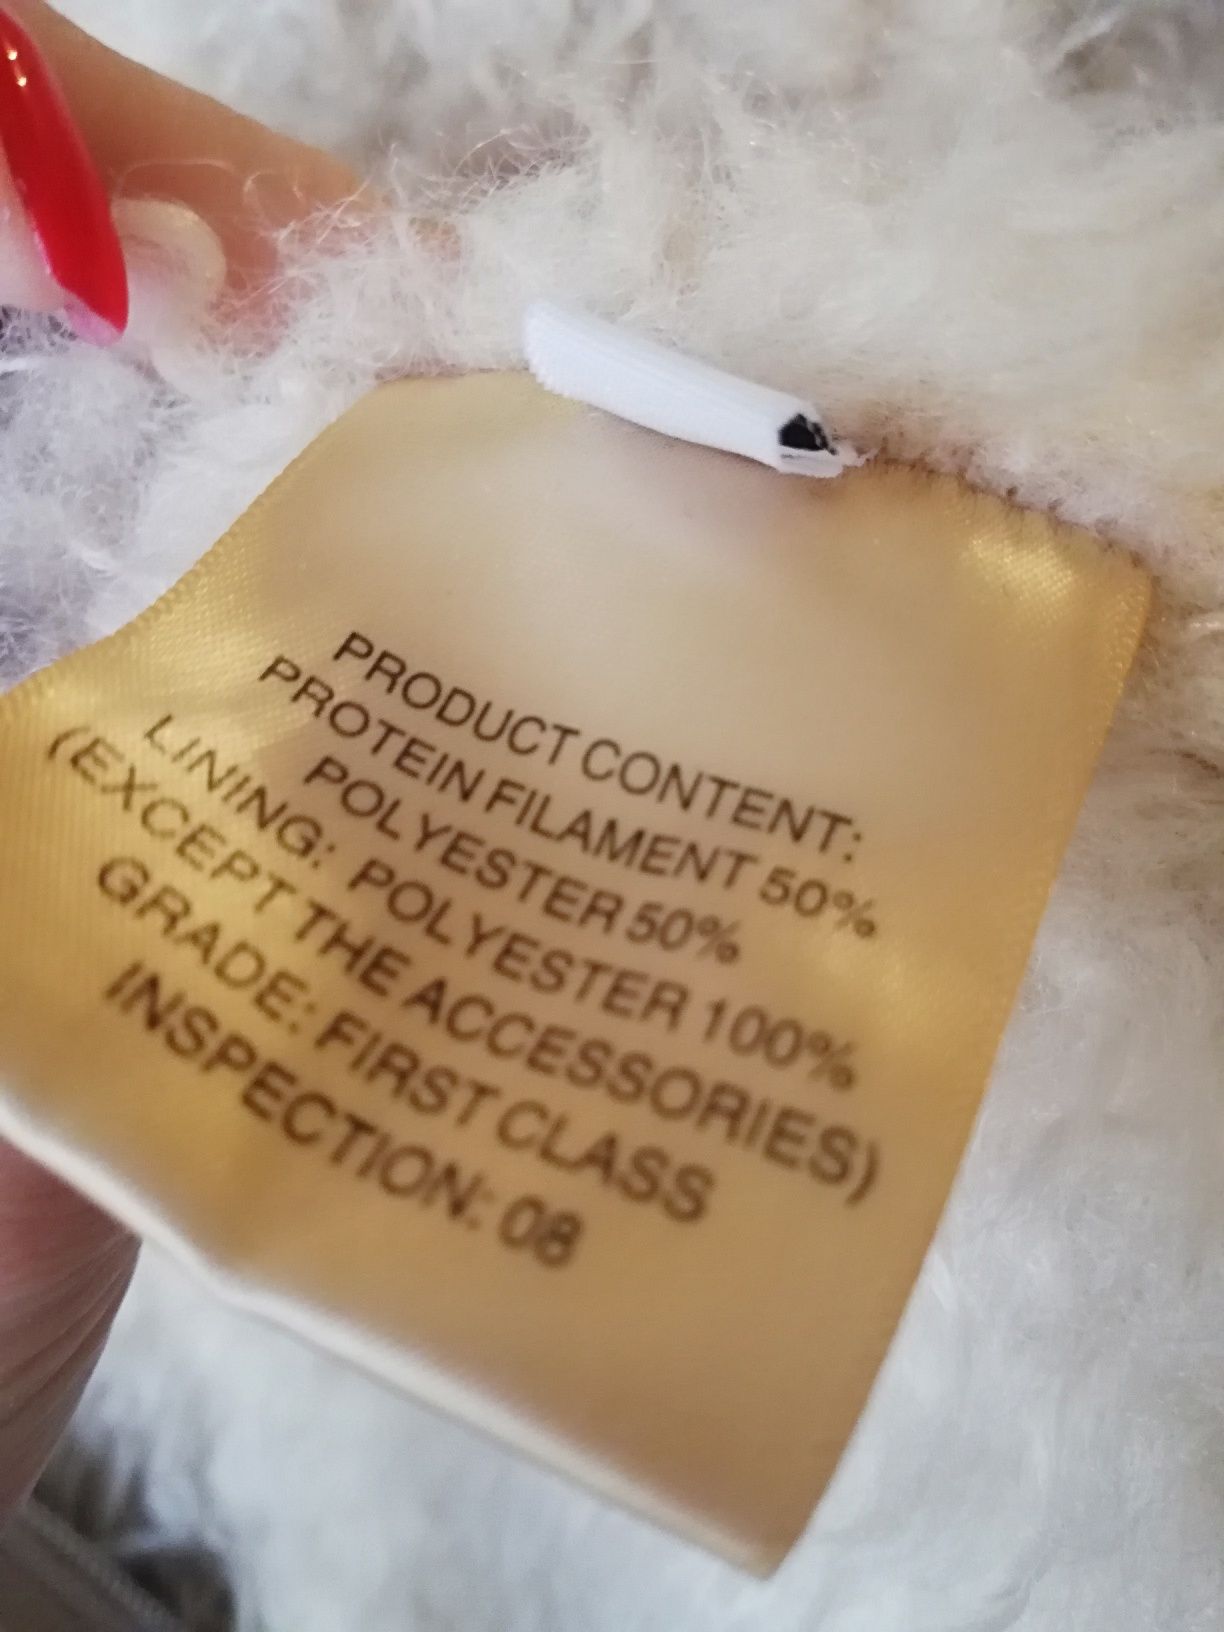 PRODUCT CONTENT:
PROTEIN FILAMENT 50%
POLYESTER 50%
LINING: POLYESTER 100%
(EXCEPT THE ACCESSORIES)
GRADE: FIRST CLASS
INSPECTION: 08